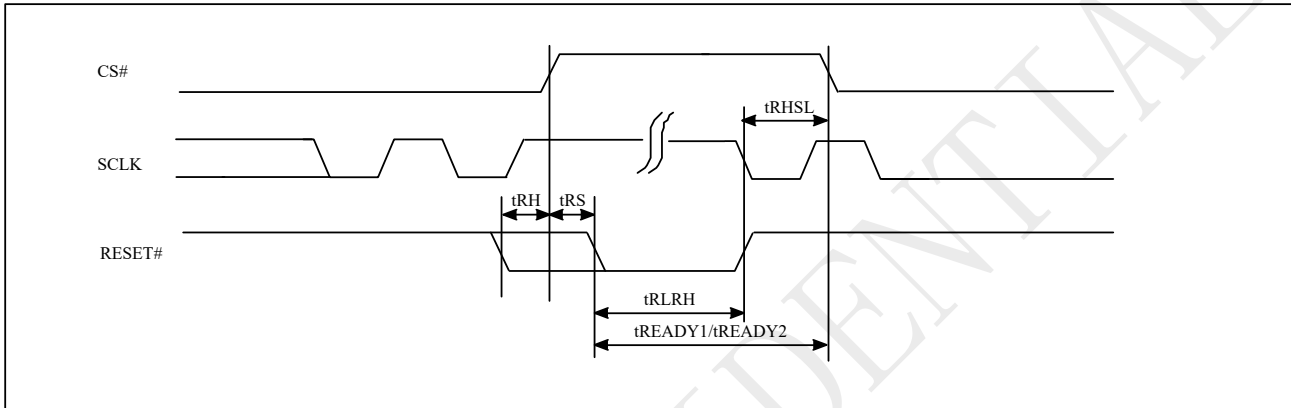 CS#
tRHSL
SCLK
tRH tRS
RESET#
tRLRH
tREADY1/tREADY2